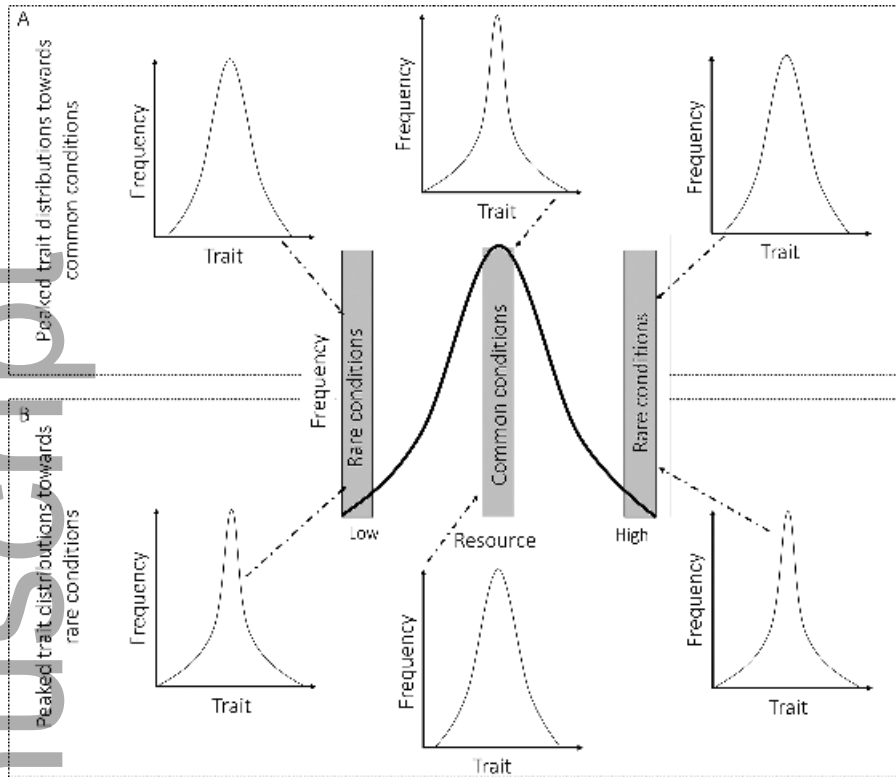 A
Peaked trait distributions towards
common conditions
Frequency
Trait
Frequency
Trait
Frequency
Trait
Frequency
Rare conditions
Common conditions
Rare conditions
Low
Resource
High
B
Peaked trait distributions towards
rare conditions
Frequency
Trait
Frequency
Trait
Frequency
Trait
uscript